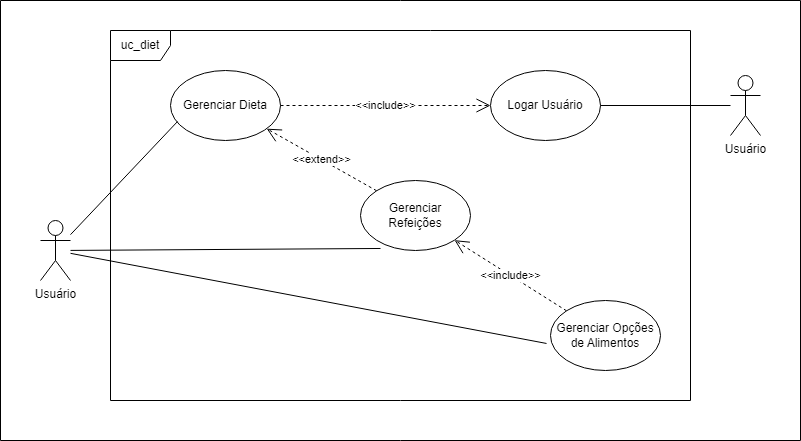 uc_diet
Gerenciar Dieta
<<include>>
Logar Usuário
Usuário
<<extend>>
Gerenciar
Refeições
Usuário
<<include>>
Gerenciar Opções
de Alimentos